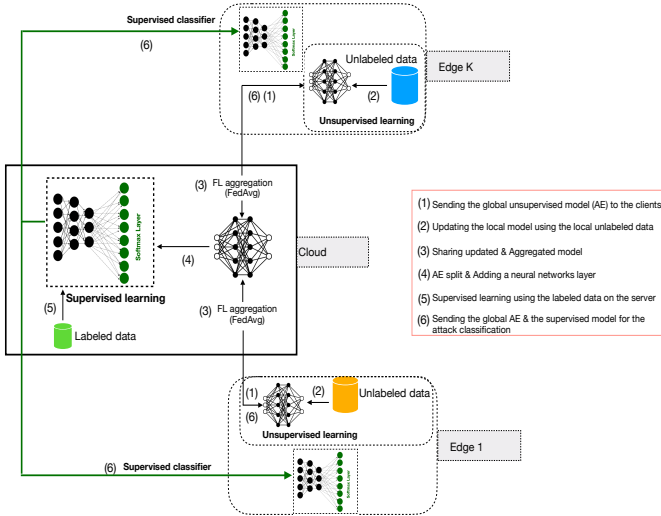 Supervised classifier
(6)
Softmax Layer
Unlabeled data
Edge K
(6) (1)
(2)
Unsupervised learning
(3) FL aggregation
(FedAvg)
Softmax Layer
(4)
Cloud
Supervised learning
(3) FL aggregation
(FedAvg)
(5)
Labeled data
(1) Sending the global unsupervised model (AE) to the clients
(2) Updating the local model using the local unlabeled data
(3) Sharing updated & Aggregated model
(4) AE split & Adding a neural networks layer
(5) Supervised learning using the labeled data on the server
(6) Sending the global AE & the supervised model for the
attack classification
(1)
(6)
(2)
Unlabeled data
Unsupervised learning
Edge 1
(6) Supervised classifier
Softmax Layer